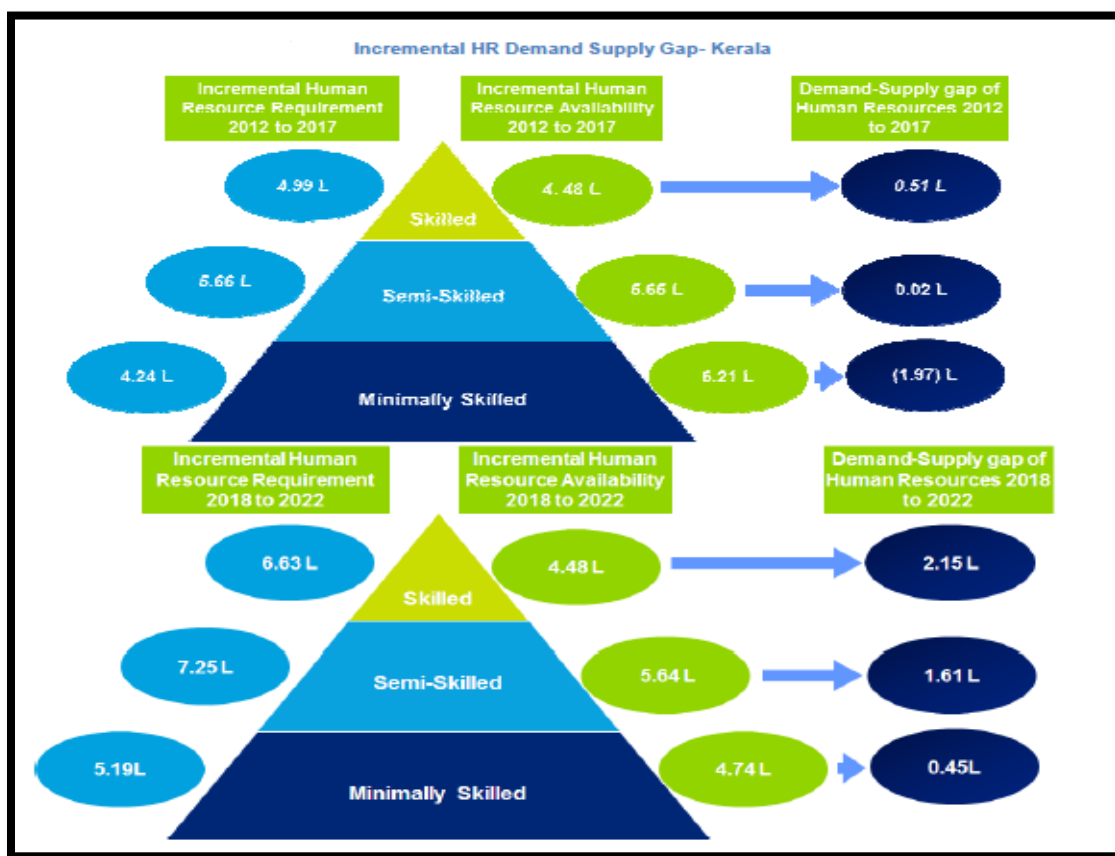 Incremental HR Demand Supply Gap- Kerala
Incremental Human
Resource Requirement
2012 to 2017
Incremental Human
Resource Availability
2012 to 2017
Demand-Supply gap of
Human Resources 2012
to 2017
4.99 L
Skilled
4.48 L
0.51 L
5.66 L
Semi-Skilled
5.65 L
0.02 L
4.24 L
Minimally Skilled
6.21 L
(1.97) L
Incremental Human
Resource Requirement
2018 to 2022
Incremental Human
Resource Availability
2018 to 2022
Demand-Supply gap of
Human Resources 2018
to 2022
6.63 L
Skilled
4.48 L
2.15 L
7.25 L
Semi-Skilled
5.64 L
1.61 L
5.19L
Minimally Skilled
4.74 L
0.45L